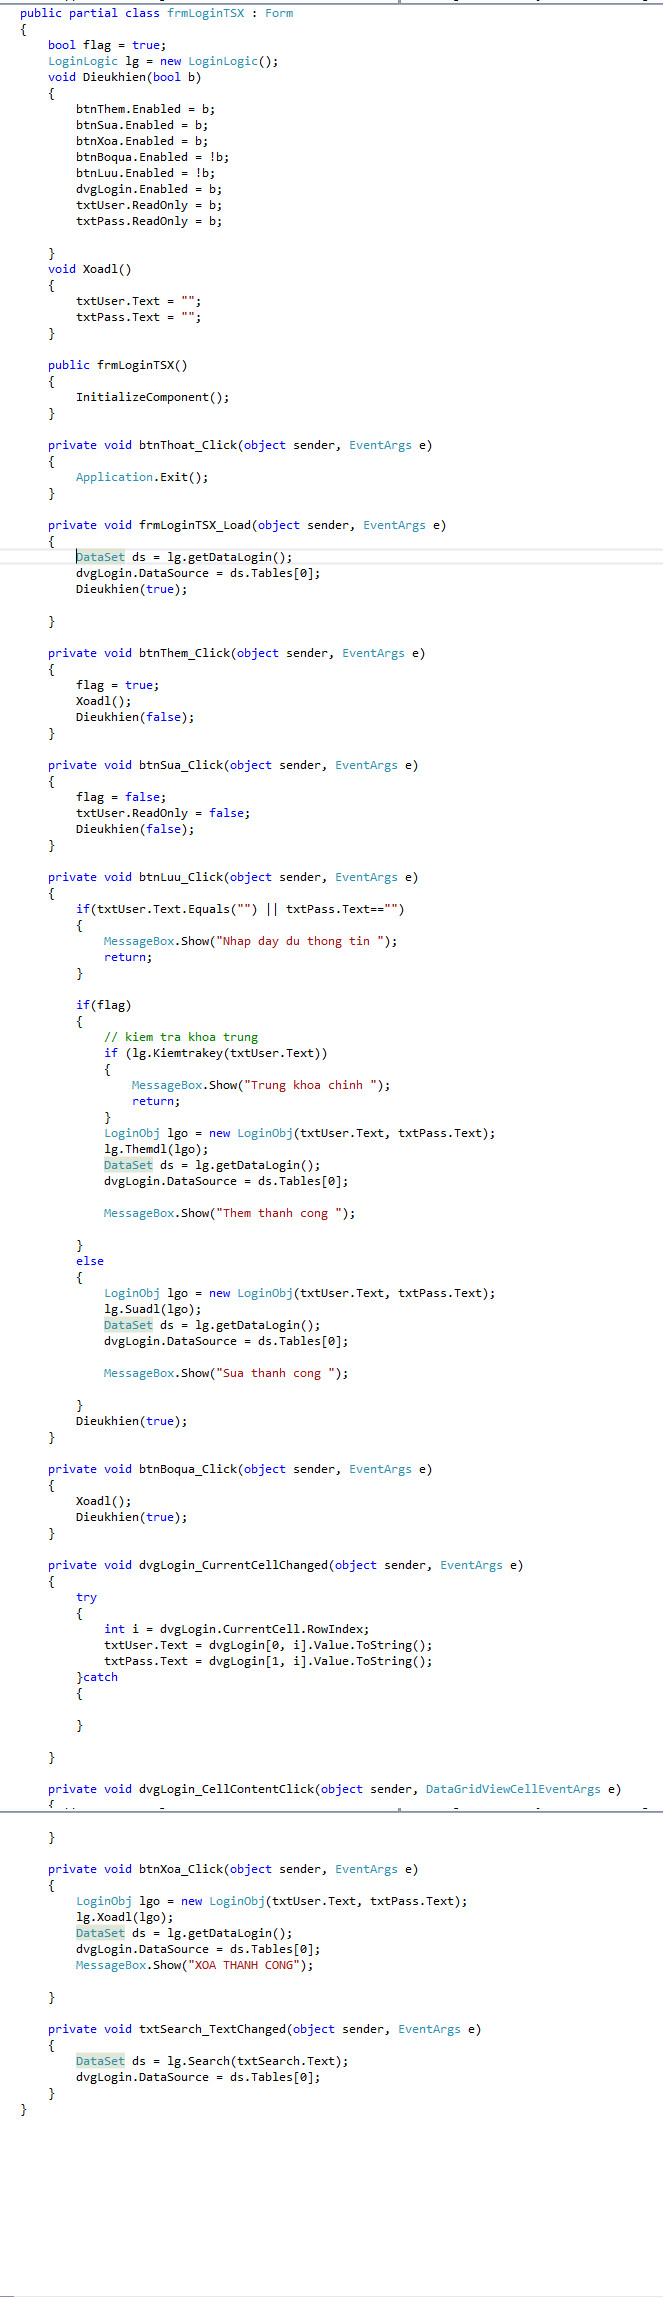 public partial class frmLoginTSX : Form
{
    bool flag = true;
    LoginLogic lg = new LoginLogic();
    void Dieukhien(bool b)
    {
        btnThem.Enabled = b;
        btnSua.Enabled = b;
        btnXoa.Enabled = b;
        btnBoqua.Enabled = !b;
        btnLuu.Enabled = !b;
        dvgLogin.Enabled = b;
        txtUser.ReadOnly = b;
        txtPass.ReadOnly = b;

    }
    void Xoadl()
    {
        txtUser.Text = "";
        txtPass.Text = "";
    }

    public frmLoginTSX()
    {
        InitializeComponent();
    }

    private void btnThoat_Click(object sender, EventArgs e)
    {
        Application.Exit();
    }

    private void frmLoginTSX_Load(object sender, EventArgs e)
    {
        DataSet ds = lg.getDataLogin();
        dvgLogin.DataSource = ds.Tables[0];
        Dieukhien(true);

    }

    private void btnThem_Click(object sender, EventArgs e)
    {
        flag = true;
        Xoadl();
        Dieukhien(false);
    }

    private void btnSua_Click(object sender, EventArgs e)
    {
        flag = false;
        txtUser.ReadOnly = false;
        Dieukhien(false);
    }

    private void btnLuu_Click(object sender, EventArgs e)
    {
        if(txtUser.Text.Equals("") || txtPass.Text=="")
        {
            MessageBox.Show("Nhap day du thong tin ");
            return;
        }

        if(flag)
        {
            // kiem tra khoa trung
            if (lg.Kiemtrakey(txtUser.Text))
            {
                MessageBox.Show("Trung khoa chinh ");
                return;
            }
            LoginObj lgo = new LoginObj(txtUser.Text, txtPass.Text);
            lg.Themdl(lgo);
            DataSet ds = lg.getDataLogin();
            dvgLogin.DataSource = ds.Tables[0];

            MessageBox.Show("Them thanh cong ");

        }
        else
        {
            LoginObj lgo = new LoginObj(txtUser.Text, txtPass.Text);
            lg.Suadl(lgo);
            DataSet ds = lg.getDataLogin();
            dvgLogin.DataSource = ds.Tables[0];

            MessageBox.Show("Sua thanh cong ");

        }
        Dieukhien(true);
    }

    private void btnBoqua_Click(object sender, EventArgs e)
    {
        Xoadl();
        Dieukhien(true);
    }

    private void dvgLogin_CurrentCellChanged(object sender, EventArgs e)
    {
        try
        {
            int i = dvgLogin.CurrentCell.RowIndex;
            txtUser.Text = dvgLogin[0, i].Value.ToString();
            txtPass.Text = dvgLogin[1, i].Value.ToString();
        }catch
        {

        }

    }

    private void dvgLogin_CellContentClick(object sender, DataGridViewCellEventArgs e)
    {

    }

    private void btnXoa_Click(object sender, EventArgs e)
    {
        LoginObj lgo = new LoginObj(txtUser.Text, txtPass.Text);
        lg.Xoadl(lgo);
        DataSet ds = lg.getDataLogin();
        dvgLogin.DataSource = ds.Tables[0];
        MessageBox.Show("XOA THANH CONG");

    }

    private void txtSearch_TextChanged(object sender, EventArgs e)
    {
        DataSet ds = lg.Search(txtSearch.Text);
        dvgLogin.DataSource = ds.Tables[0];
    }
}